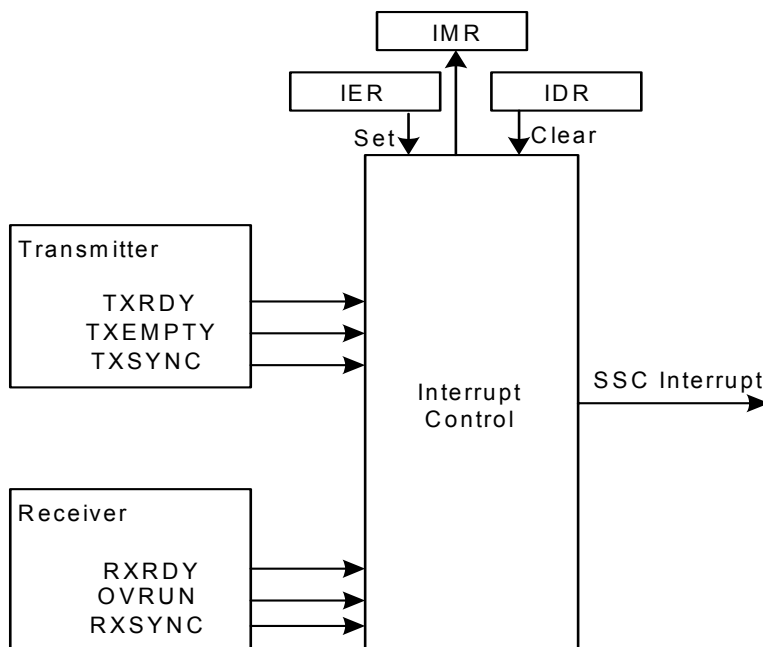 IMR
IER
IDR
Set
Clear
Transmitter
TXRDY
TXEMPTY
TXSYNC
Interrupt
Control
SSC Interrupt
Receiver
RXRDY
OVRUN
RXSYNC